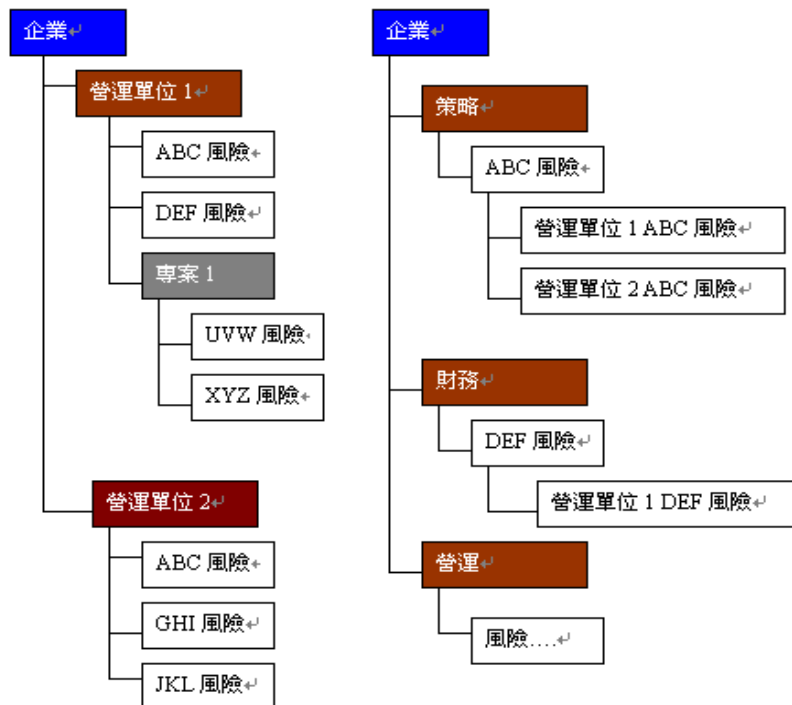 企業
營運單位 1
ABC 風險
DEF 風險
專案 1
UVW 風險
XYZ 風險
營運單位 2
ABC 風險
GHI 風險
JKL 風險
企業
策略
ABC 風險
營運單位 1 ABC 風險
營運單位 2 ABC 風險
財務
DEF 風險
營運單位 1 DEF 風險
營運
風險....